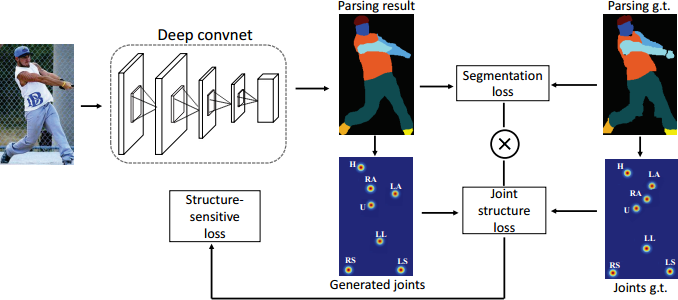 Parsing result
Parsing g.t.
Deep convnet
Segmentation
loss
H
RA
LA
U
LL
RS
LS
Generated joints
Structure-
sensitive
loss
Joint
structure
loss
H
LA
RA
U
LL
RS
LS
Joints g.t.